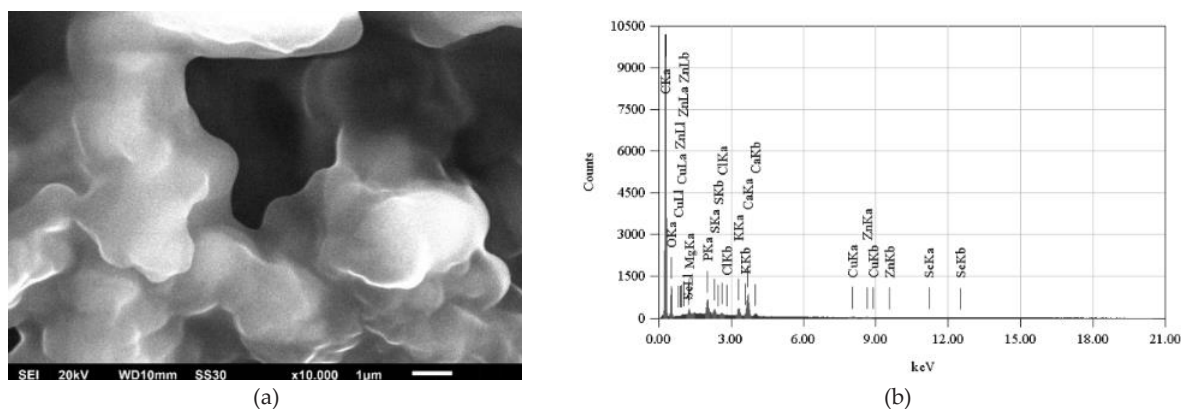 SEI 20kV WD10mm SS30 x10.000 1µm
(a)
10500
9000
7500
6000
4500
3000
1500
0
Counts
CKa
OKa
CuLl
CuLa
ZnLl
ZnLa
ZnLb
SeLl
MgKa
PKa
SKa
SKb
ClKa
ClKb
KKa
KKb
CaKa
CaKb
CuKa
ZnKa
CuKb
ZnKb
SeKa
SeKb
0.00 3.00 6.00 9.00 12.00 15.00 18.00 21.00
keV
(b)